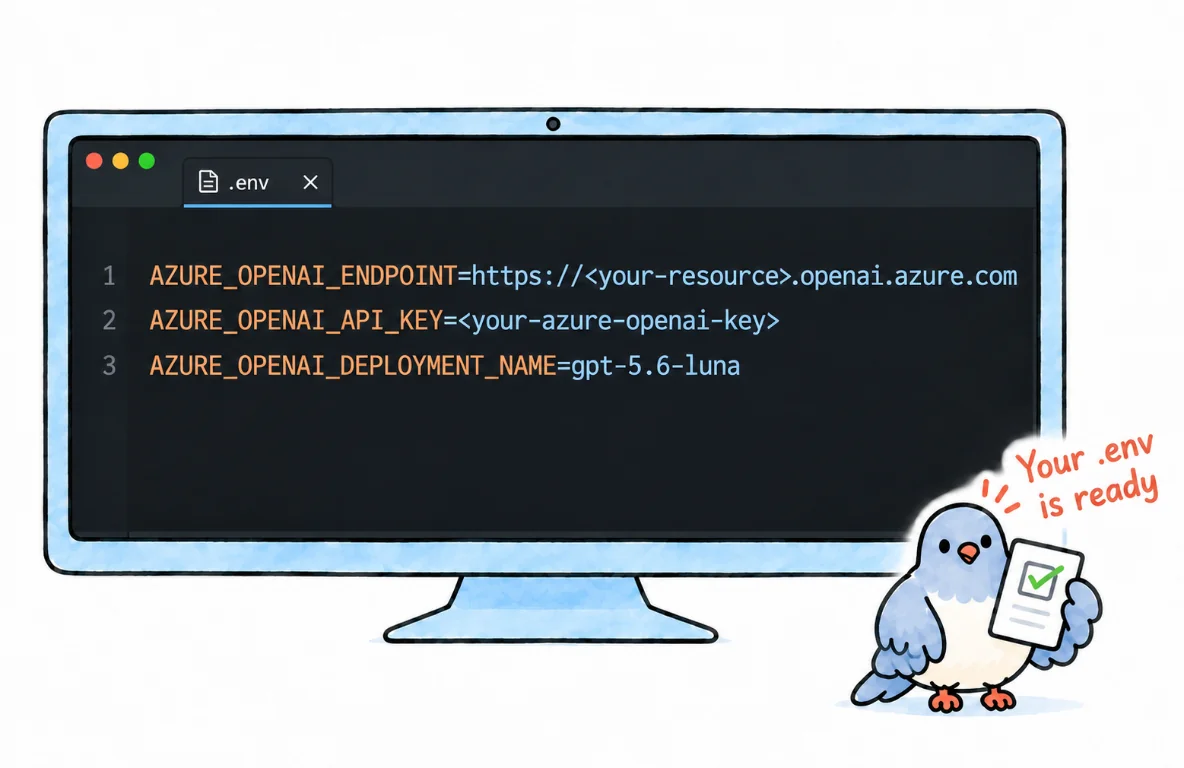 .env
1 AZURE_OPENAI_ENDPOINT=https://<your-resource>.openai.azure.com
2 AZURE_OPENAI_API_KEY=<your-azure-openai-key>
3 AZURE_OPENAI_DEPLOYMENT_NAME=gpt-5.6-luna
Your .env
is ready